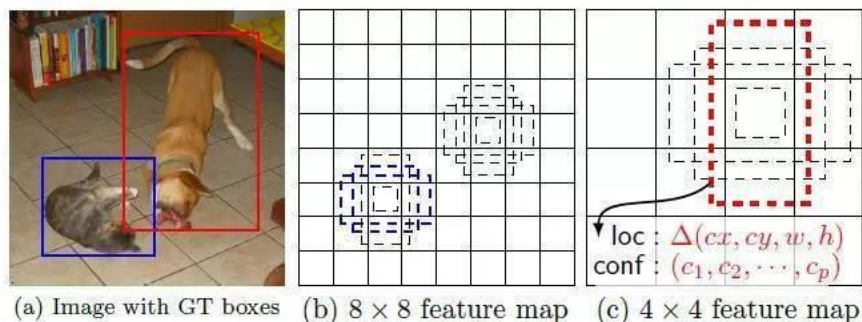 loc : Δ(cx, cy, w, h)
conf : (c₁, c₂, ⋯, cₚ)
(a) Image with GT boxes (b) 8 × 8 feature map (c) 4 × 4 feature map